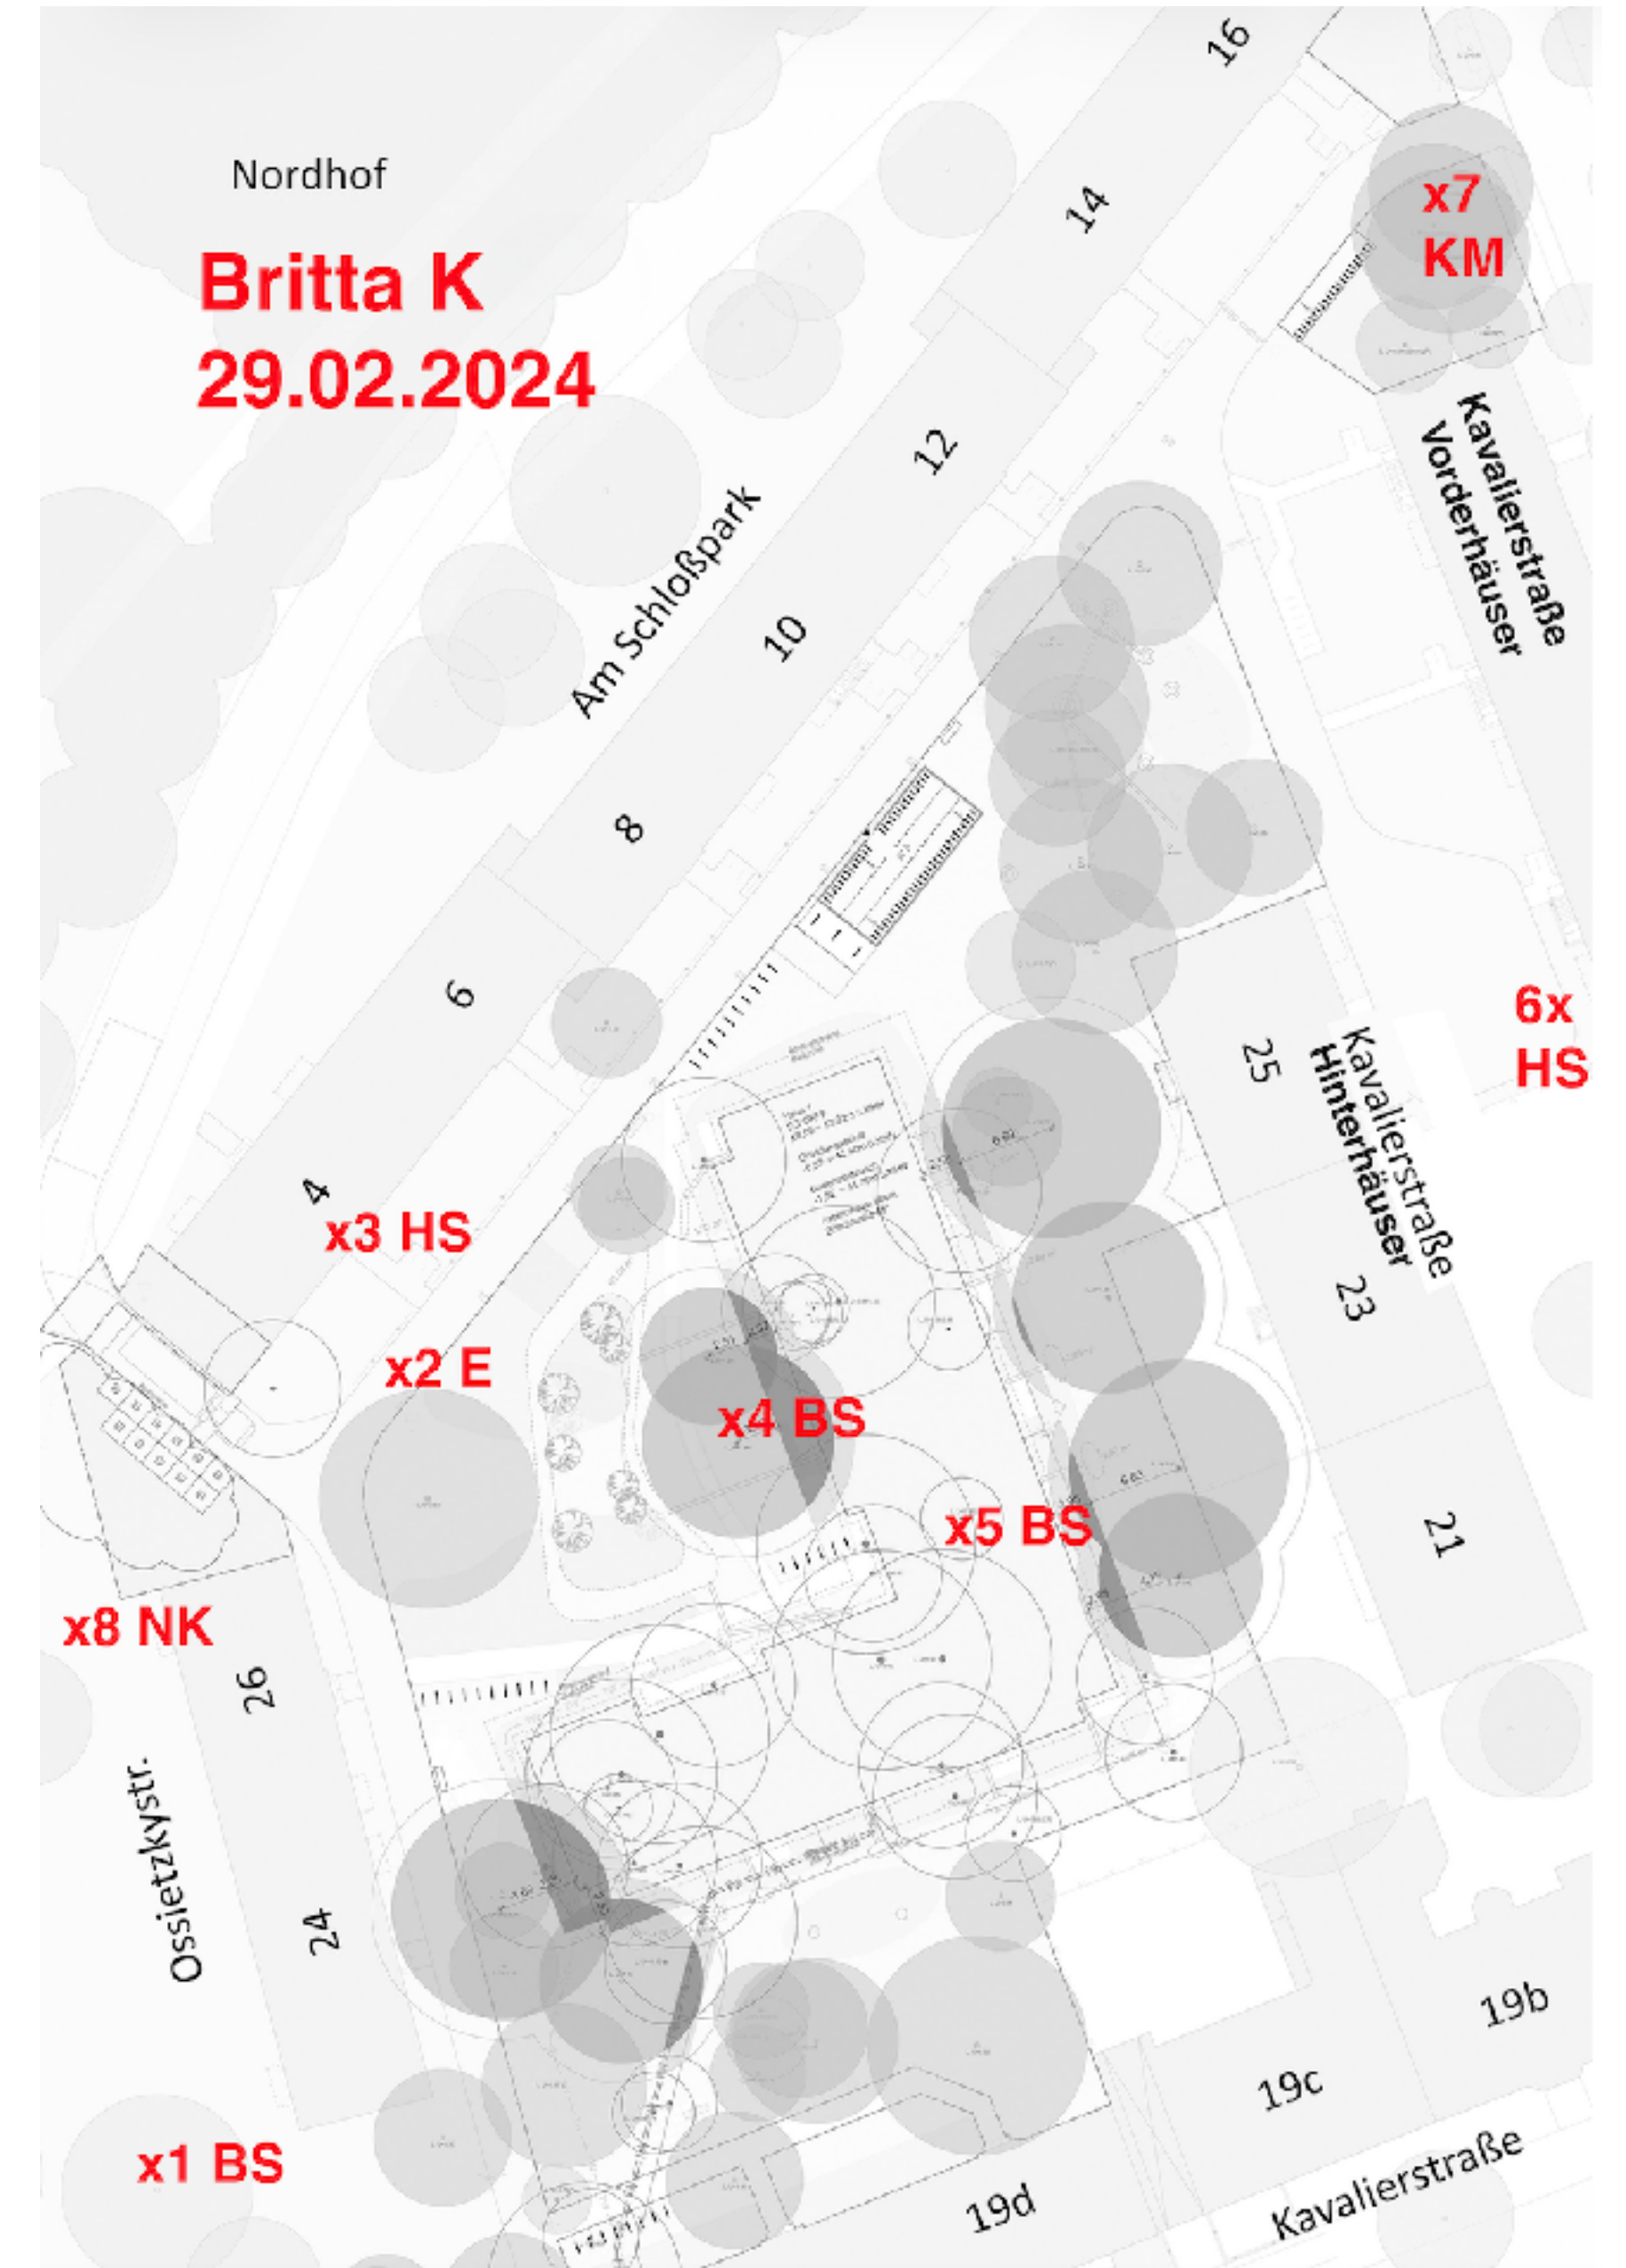 16
Nordhof
14
x7
KM
Britta K
29.02.2024
12
Kavalierstraße
Vorderhäuser
Am Schloßpark
10
8
6
6x
HS
25
Kavalierstraße
Hinterhäuser
4
x3 HS
23
x2 E
x4 BS
x5 BS
21
x8 NK
26
Ossietzkystr.
24
19b
19c
x1 BS
19d
Kavalierstraße